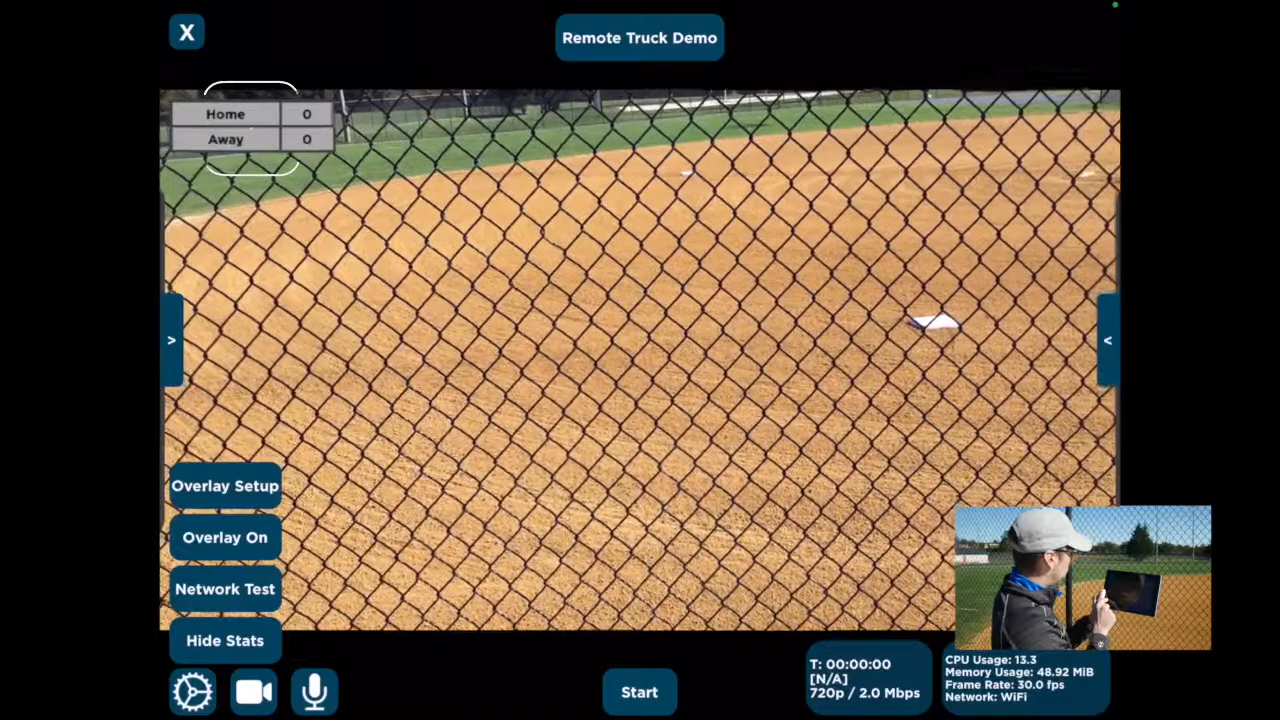 X
Remote Truck Demo
Home 0
Away 0
>
<
Overlay Setup
Overlay On
Network Test
Hide Stats
Start
T: 00:00:00
[N/A]
720p / 2.0 Mbps
CPU Usage: 13.3
Memory Usage: 48.92 MiB
Frame Rate: 30.0 fps
Network: WiFi